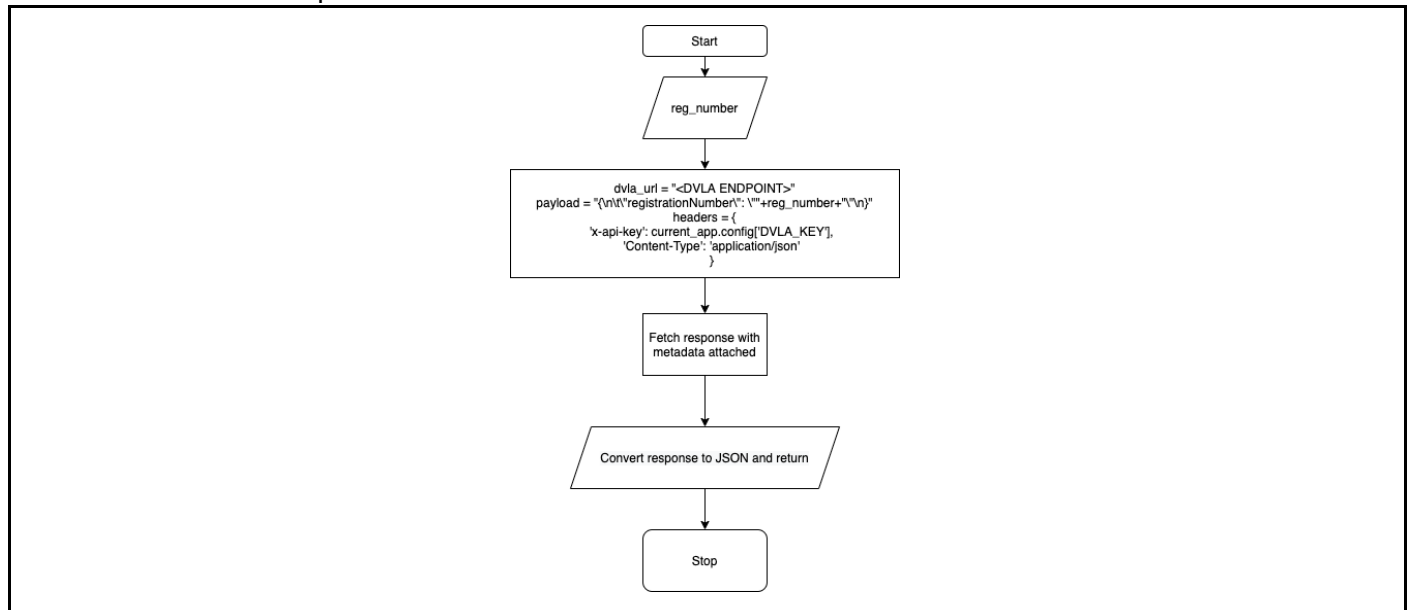 Start
reg_number
dvla_url = "<DVLA ENDPOINT>"
payload = "{\n\t\"registrationNumber\": \""+reg_number+"\"\n}"
headers = {
'x-api-key': current_app.config['DVLA_KEY'],
'Content-Type': 'application/json'
}
Fetch response with
metadata attached
Convert response to JSON and return
Stop